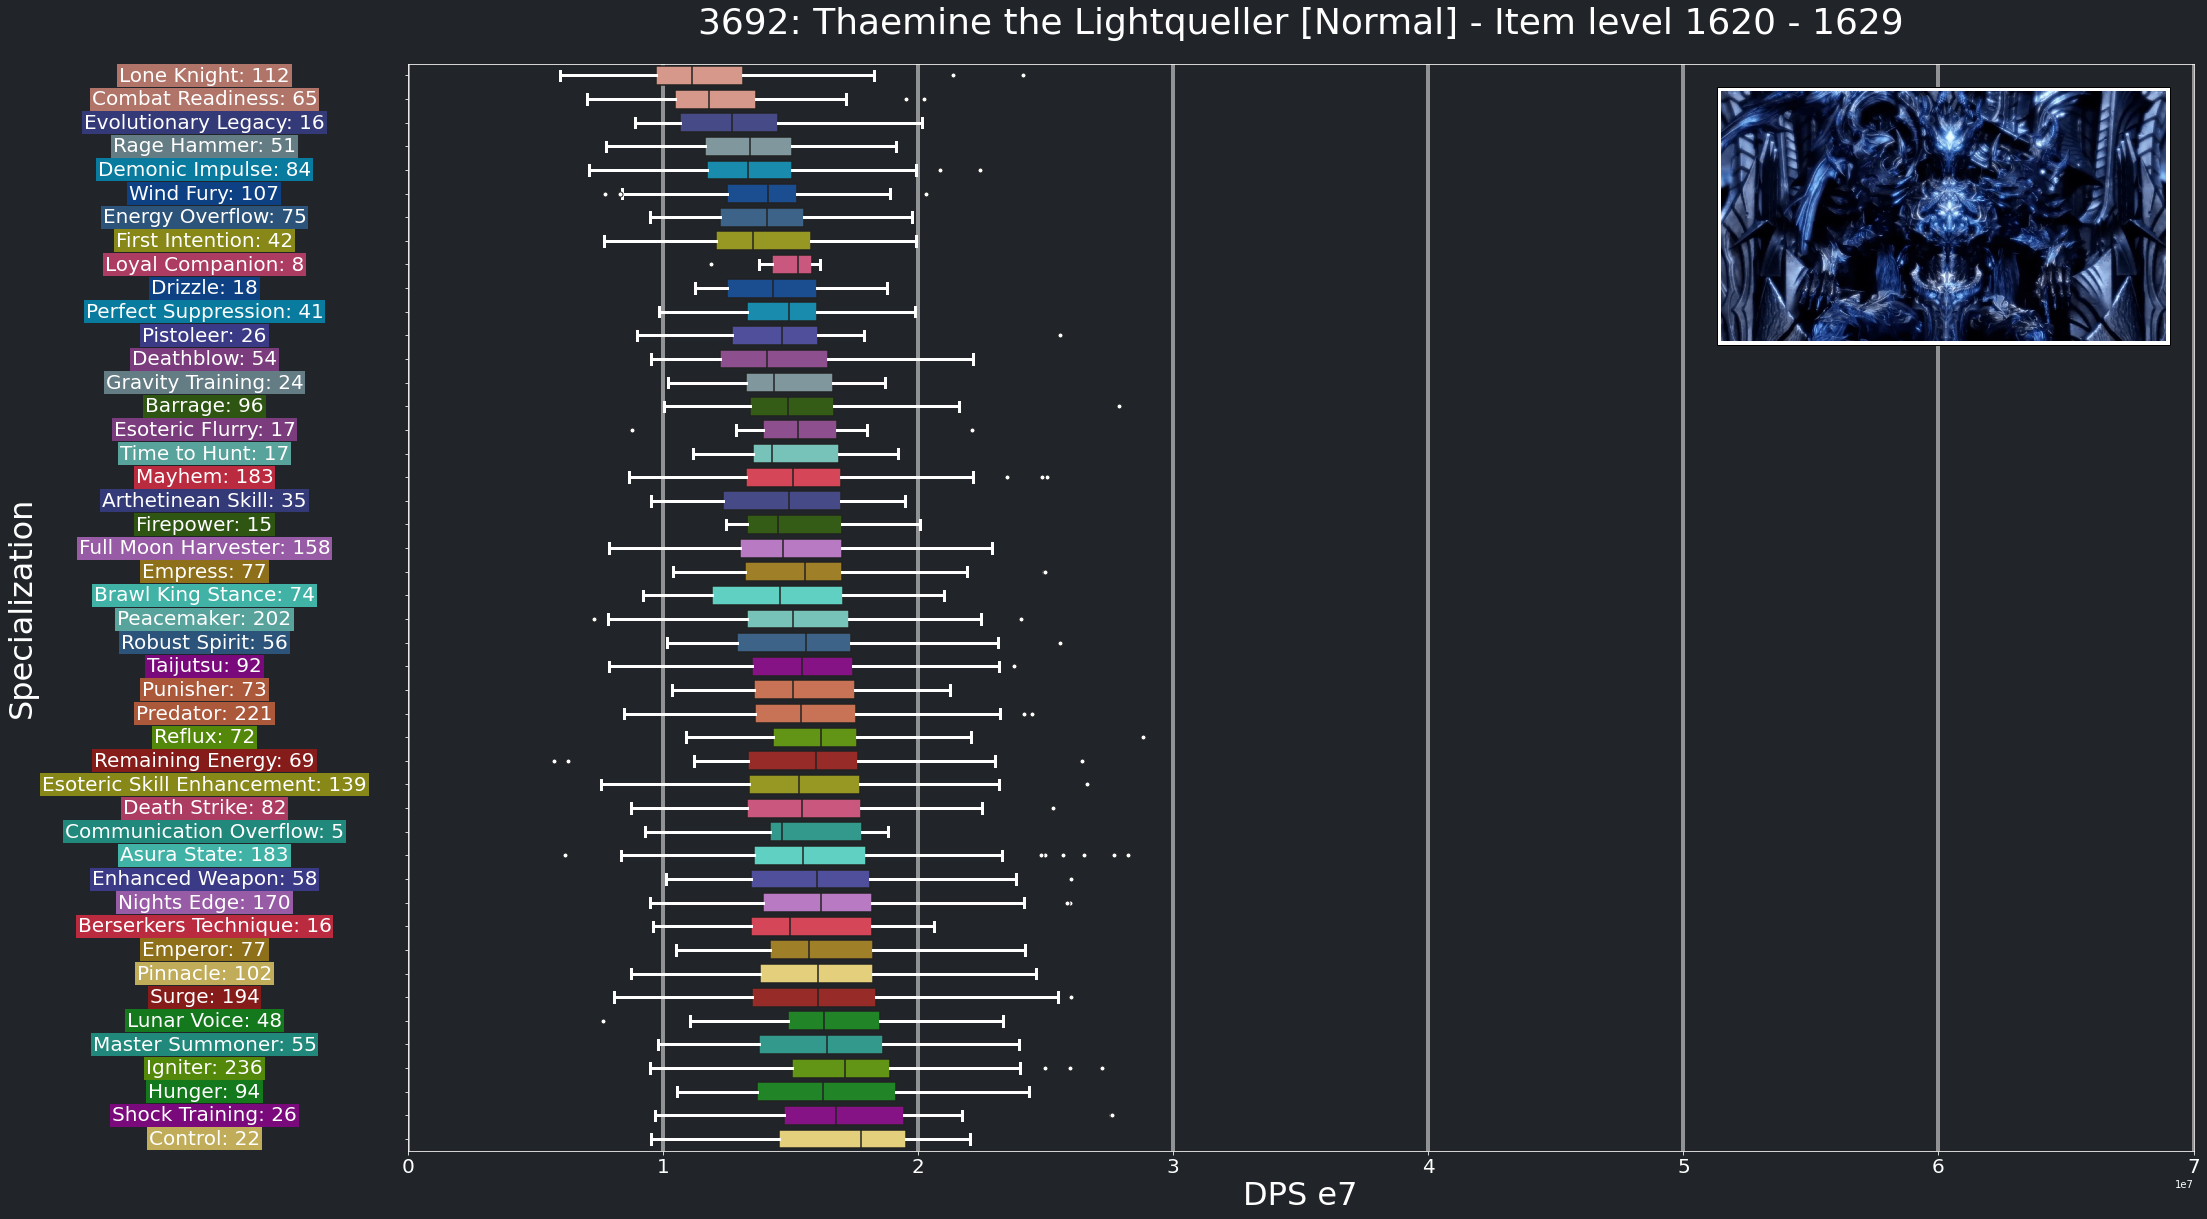 3692: Thaemine the Lightqueller [Normal] - Item level 1620 - 1629
Specialization
Lone Knight: 112
Combat Readiness: 65
Evolutionary Legacy: 16
Rage Hammer: 51
Demonic Impulse: 84
Wind Fury: 107
Energy Overflow: 75
First Intention: 42
Loyal Companion: 8
Drizzle: 18
Perfect Suppression: 41
Pistoleer: 26
Deathblow: 54
Gravity Training: 24
Barrage: 96
Esoteric Flurry: 17
Time to Hunt: 17
Mayhem: 183
Arthetinean Skill: 35
Firepower: 15
Full Moon Harvester: 158
Empress: 77
Brawl King Stance: 74
Peacemaker: 202
Robust Spirit: 56
Taijutsu: 92
Punisher: 73
Predator: 221
Reflux: 72
Remaining Energy: 69
Esoteric Skill Enhancement: 139
Death Strike: 82
Communication Overflow: 5
Asura State: 183
Enhanced Weapon: 58
Nights Edge: 170
Berserkers Technique: 16
Emperor: 77
Pinnacle: 102
Surge: 194
Lunar Voice: 48
Master Summoner: 55
Igniter: 236
Hunger: 94
Shock Training: 26
Control: 22
0 1 2 3 4 5 6 7
1e7
DPS e7